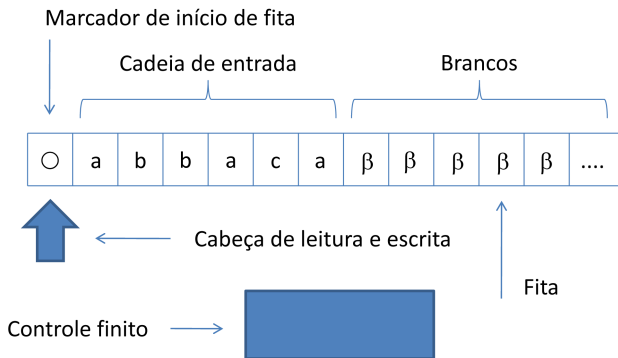 Marcador de início de fita
Cadeia de entrada
Brancos
○ a b b a c a β β β β β ....
Cabeça de leitura e escrita
Fita
Controle finito